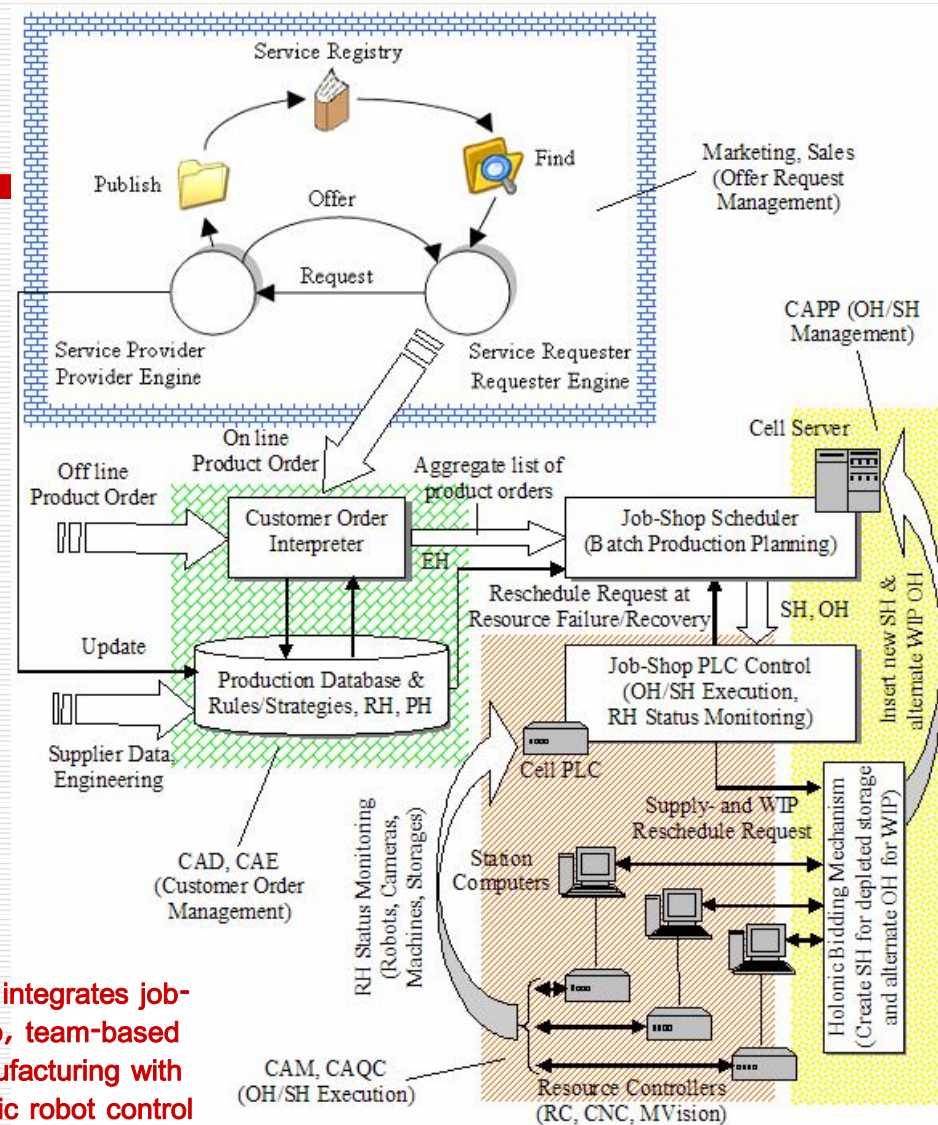 Service Registry
Publish
Find
Offer
Request
Service Provider
Provider Engine
Service Requester
Requester Engine
Marketing, Sales
(Offer Request
Management)
CAPP (OH/SH
Management)
Cell Server
On line
Product Order
Off line
Product Order
Aggregate list of
product orders
Customer Order
Interpreter
EH
Job-Shop Scheduler
(Batch Production Planning)
Reschedule Request at
Resource Failure/Recovery
SH, OH
Update
Production Database &
Rules/Strategies, RH, PH
Job-Shop PLC Control
(OH/SH Execution,
RH Status Monitoring)
Insert new SH &
alternate WIP OH
Supplier Data,
Engineering
Cell PLC
Supply- and WIP
Reschedule Request
CAD, CAE
(Customer Order
Management)
RH Status Monitoring
(Robots, Cameras,
Machines, Storages)
Station
Computers
Holonic Bidding Mechanism
(Create SH for depleted storage
and alternate OH for WIP)
integrates job-
, team-based
ufacturing with
ic robot control
CAM, CAQC
(OH/SH Execution)
Resource Controllers
(RC, CNC, MVision)